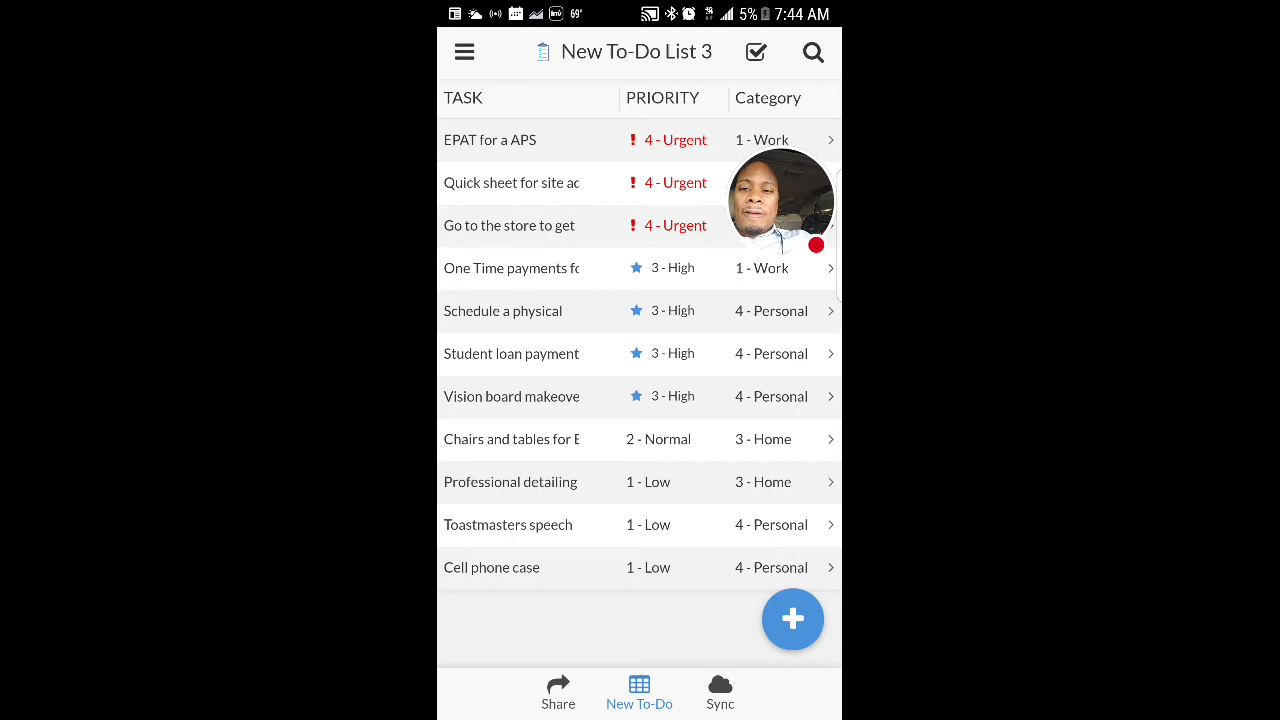 69° 5% 7:44 AM
New To-Do List 3
TASK PRIORITY Category
EPAT for a APS 4 - Urgent 1 - Work
Quick sheet for site ac 4 - Urgent
Go to the store to get 4 - Urgent
One Time payments fo 3 - High 1 - Work
Schedule a physical 3 - High 4 - Personal
Student loan payment 3 - High 4 - Personal
Vision board makeove 3 - High 4 - Personal
Chairs and tables for E 2 - Normal 3 - Home
Professional detailing 1 - Low 3 - Home
Toastmasters speech 1 - Low 4 - Personal
Cell phone case 1 - Low 4 - Personal
Share New To-Do Sync